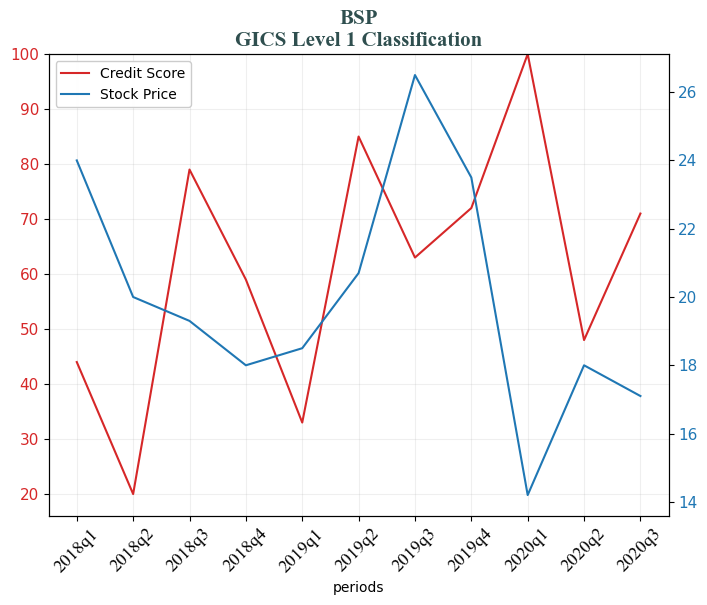 BSP
GICS Level 1 Classification
Credit Score
Stock Price
100
90
80
70
60
50
40
30
20
26
24
22
20
18
16
14
2018q1
2018q2
2018q3
2018q4
2019q1
2019q2
2019q3
2019q4
2020q1
2020q2
2020q3
periods